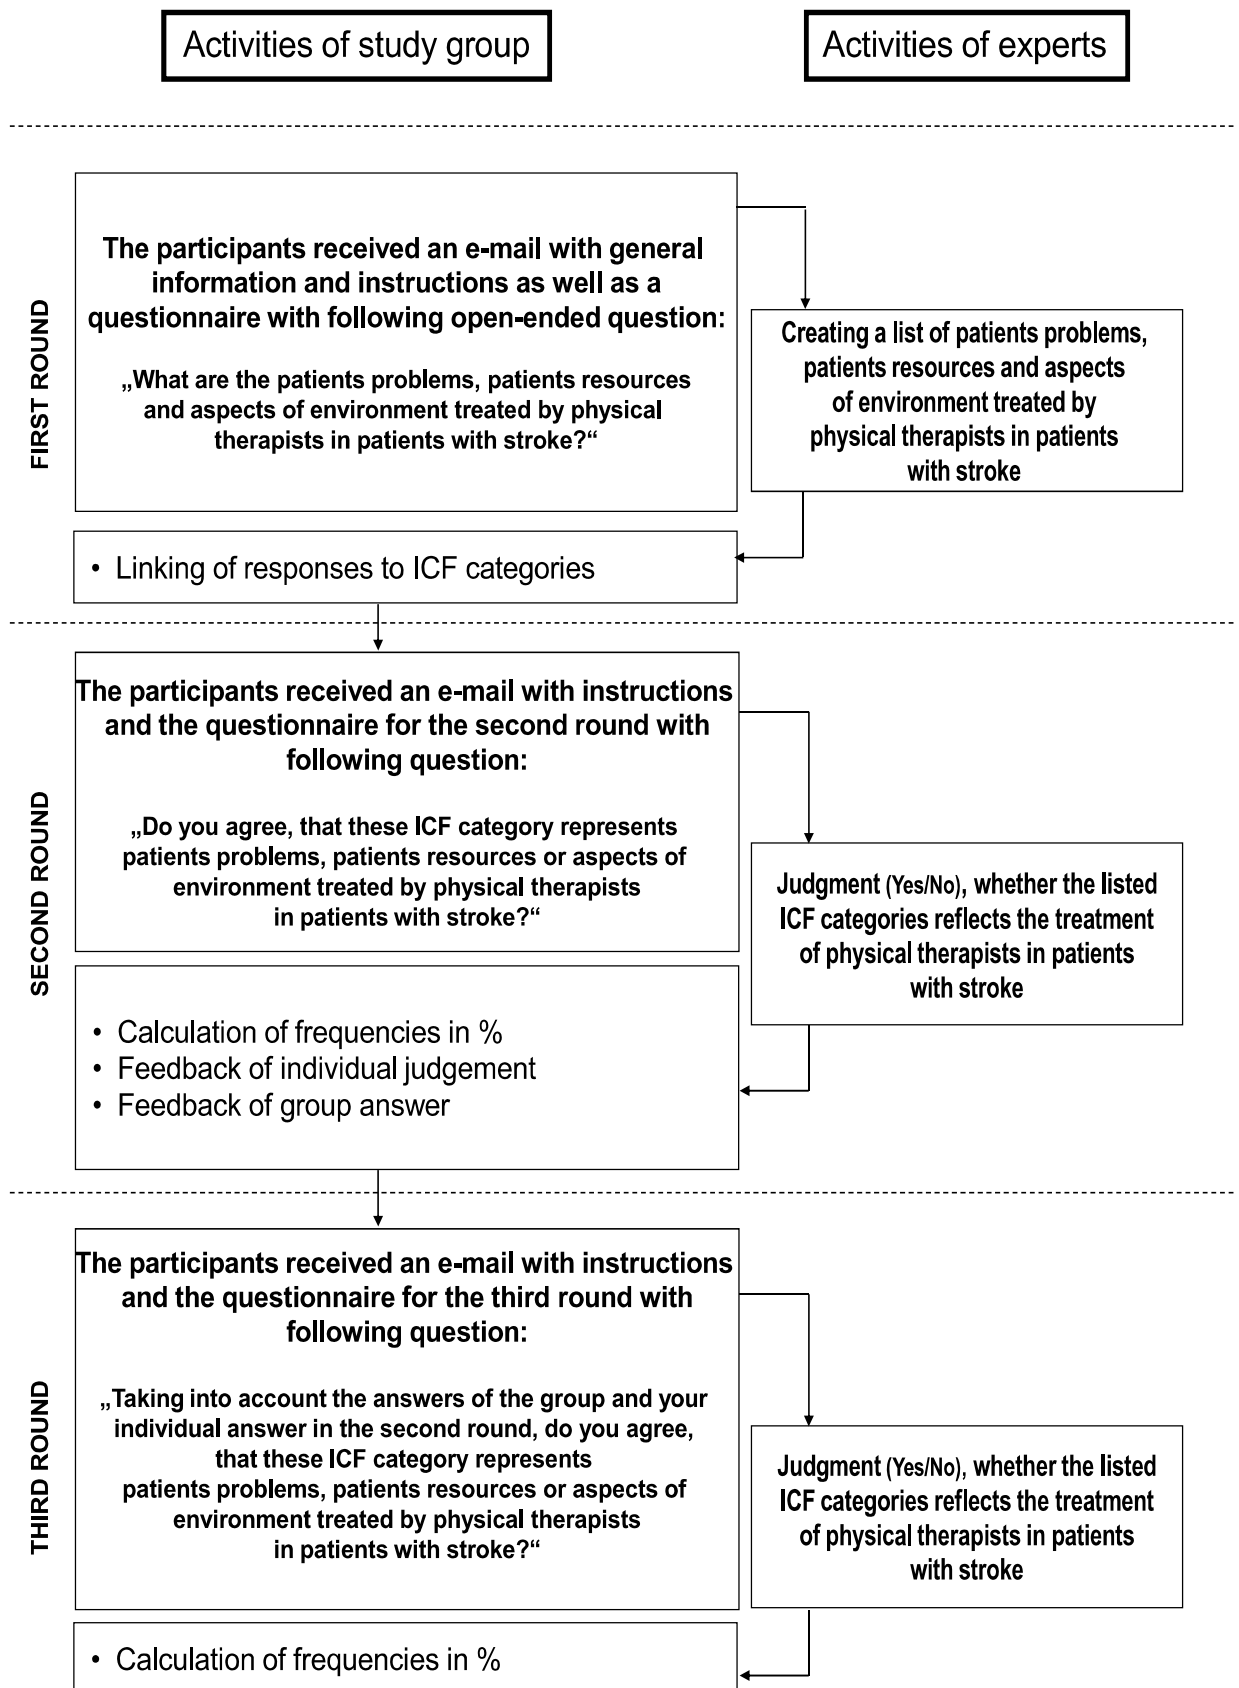 Activities of study group
Activities of experts
FIRST ROUND
The participants received an e-mail with general
information and instructions as well as a
questionnaire with following open-ended question:
„What are the patients problems, patients resources
and aspects of environment treated by physical
therapists in patients with stroke?“
Creating a list of patients problems,
patients resources and aspects
of environment treated by
physical therapists in patients
with stroke
• Linking of responses to ICF categories
SECOND ROUND
The participants received an e-mail with instructions
and the questionnaire for the second round with
following question:
„Do you agree, that these ICF category represents
patients problems, patients resources or aspects of
environment treated by physical therapists
in patients with stroke?“
Judgment (Yes/No), whether the listed
ICF categories reflects the treatment
of physical therapists in patients
with stroke
• Calculation of frequencies in %
• Feedback of individual judgement
• Feedback of group answer
THIRD ROUND
The participants received an e-mail with instructions
and the questionnaire for the third round with
following question:
„Taking into account the answers of the group and your
individual answer in the second round, do you agree,
that these ICF category represents
patients problems, patients resources or aspects of
environment treated by physical therapists
in patients with stroke?“
Judgment (Yes/No), whether the listed
ICF categories reflects the treatment
of physical therapists in patients
with stroke
• Calculation of frequencies in %